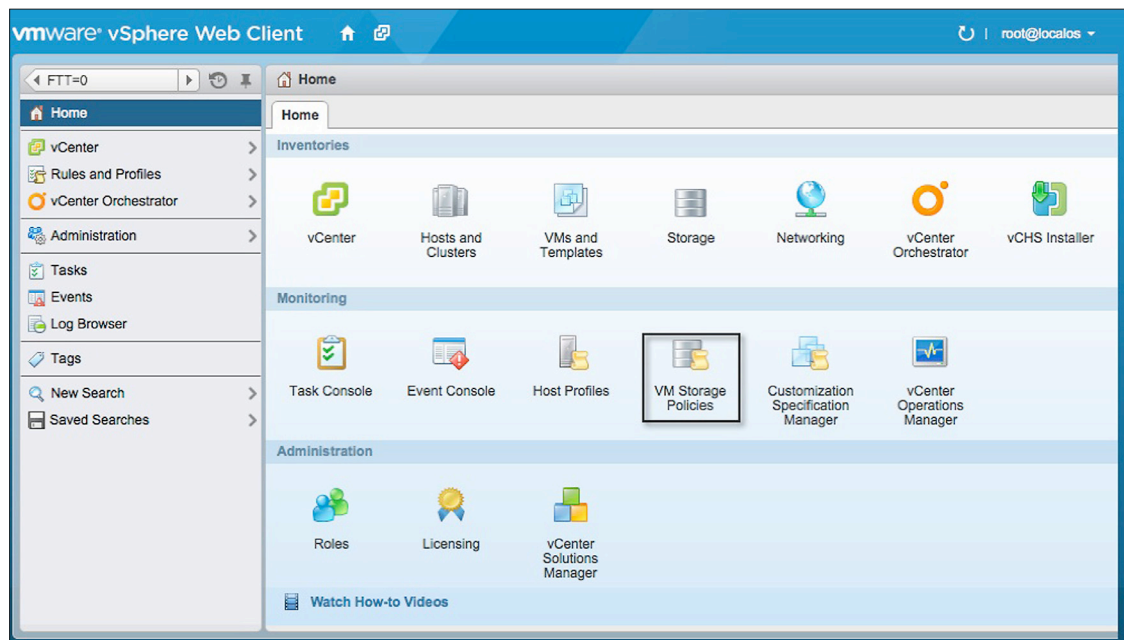 vmware® vSphere Web Client
root@localos
FTT=0
Home
vCenter
Rules and Profiles
vCenter Orchestrator
Administration
Tasks
Events
Log Browser
Tags
New Search
Saved Searches
Home
Home
Inventories
vCenter
Hosts and
Clusters
VMs and
Templates
Storage
Networking
vCenter
Orchestrator
vCHS Installer
Monitoring
Task Console
Event Console
Host Profiles
VM Storage
Policies
Customization
Specification
Manager
vCenter
Operations
Manager
Administration
Roles
Licensing
vCenter
Solutions
Manager
Watch How-to Videos